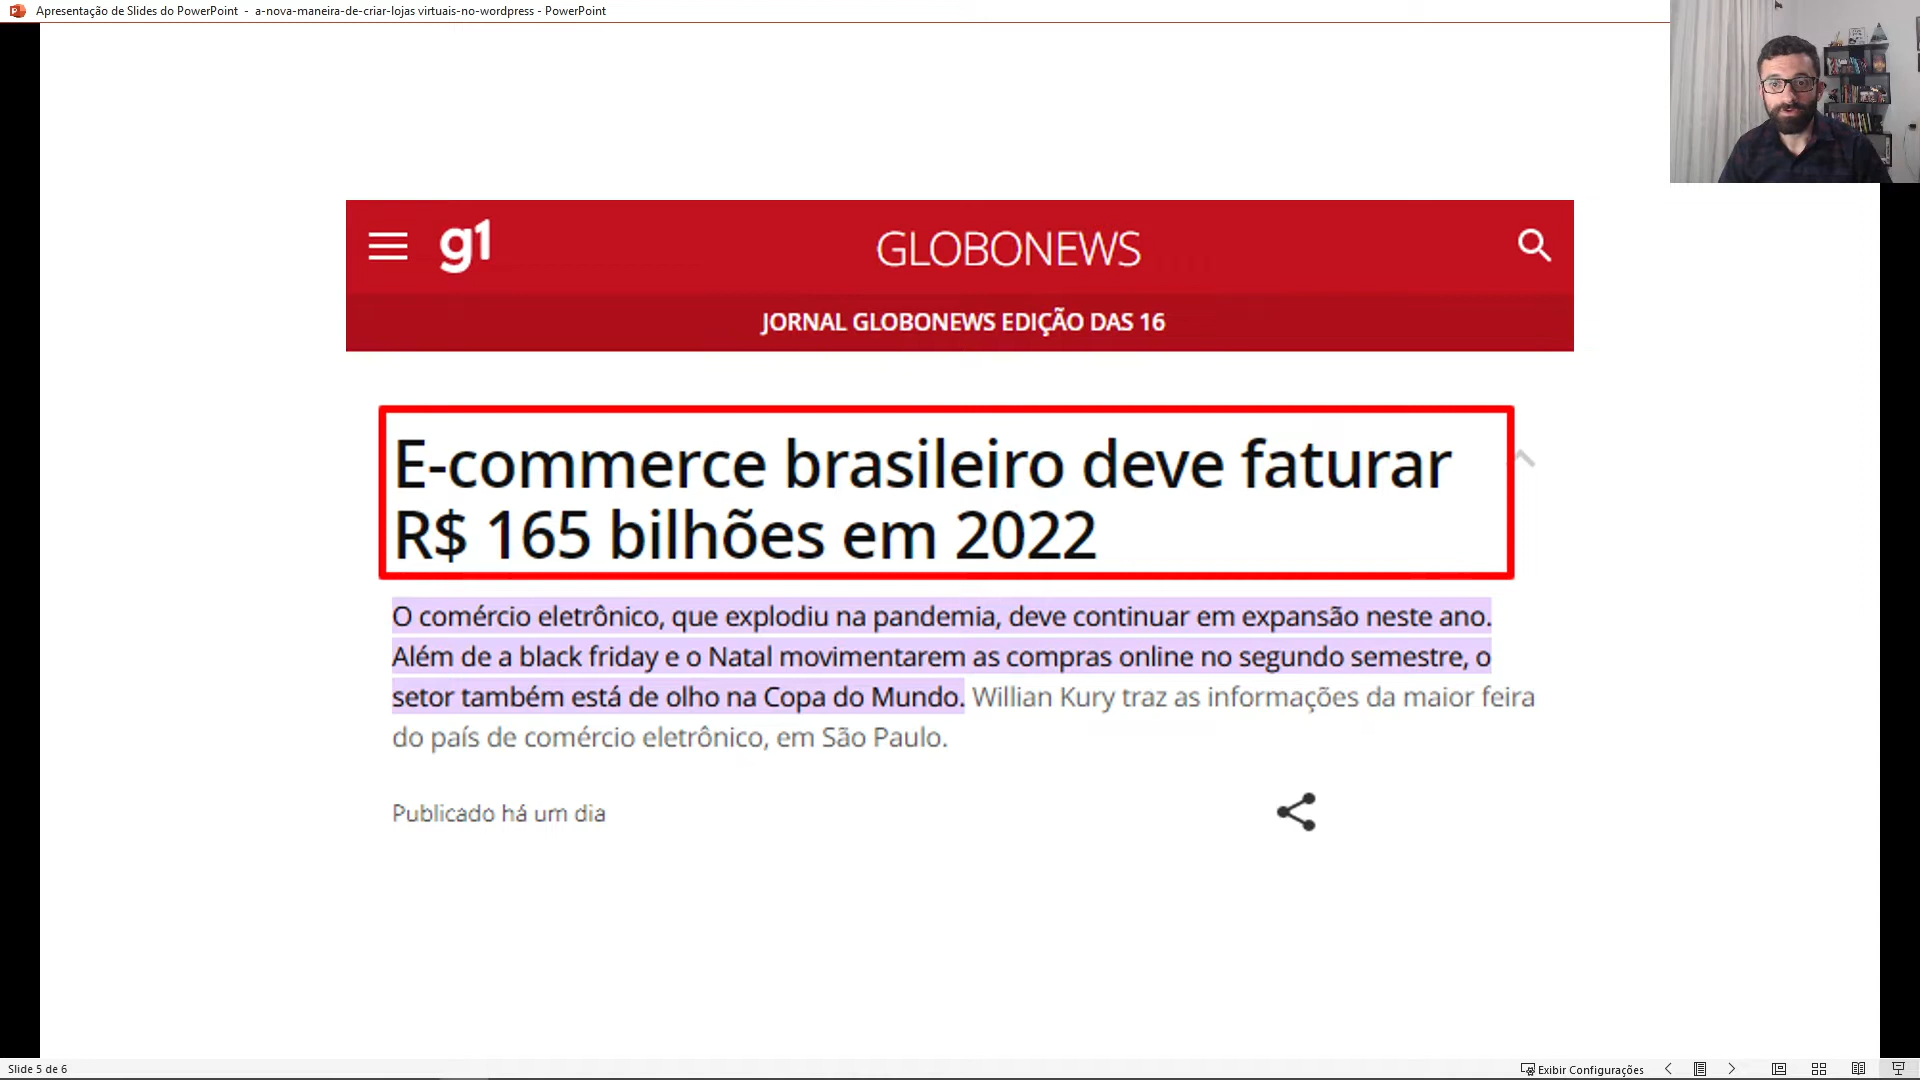 Apresentação de Slides do PowerPoint - a-nova-maneira-de-criar-lojas virtuais-no-wordpress - PowerPoint
g1
GLOBONEWS
JORNAL GLOBONEWS EDIÇÃO DAS 16
E-commerce brasileiro deve faturar
R$ 165 bilhões em 2022
O comércio eletrônico, que explodiu na pandemia, deve continuar em expansão neste ano.
Além de a black friday e o Natal movimentarem as compras online no segundo semestre, o
setor também está de olho na Copa do Mundo. Willian Kury traz as informações da maior feira
do país de comércio eletrônico, em São Paulo.
Publicado há um dia
Slide 5 de 6
Exibir Configurações